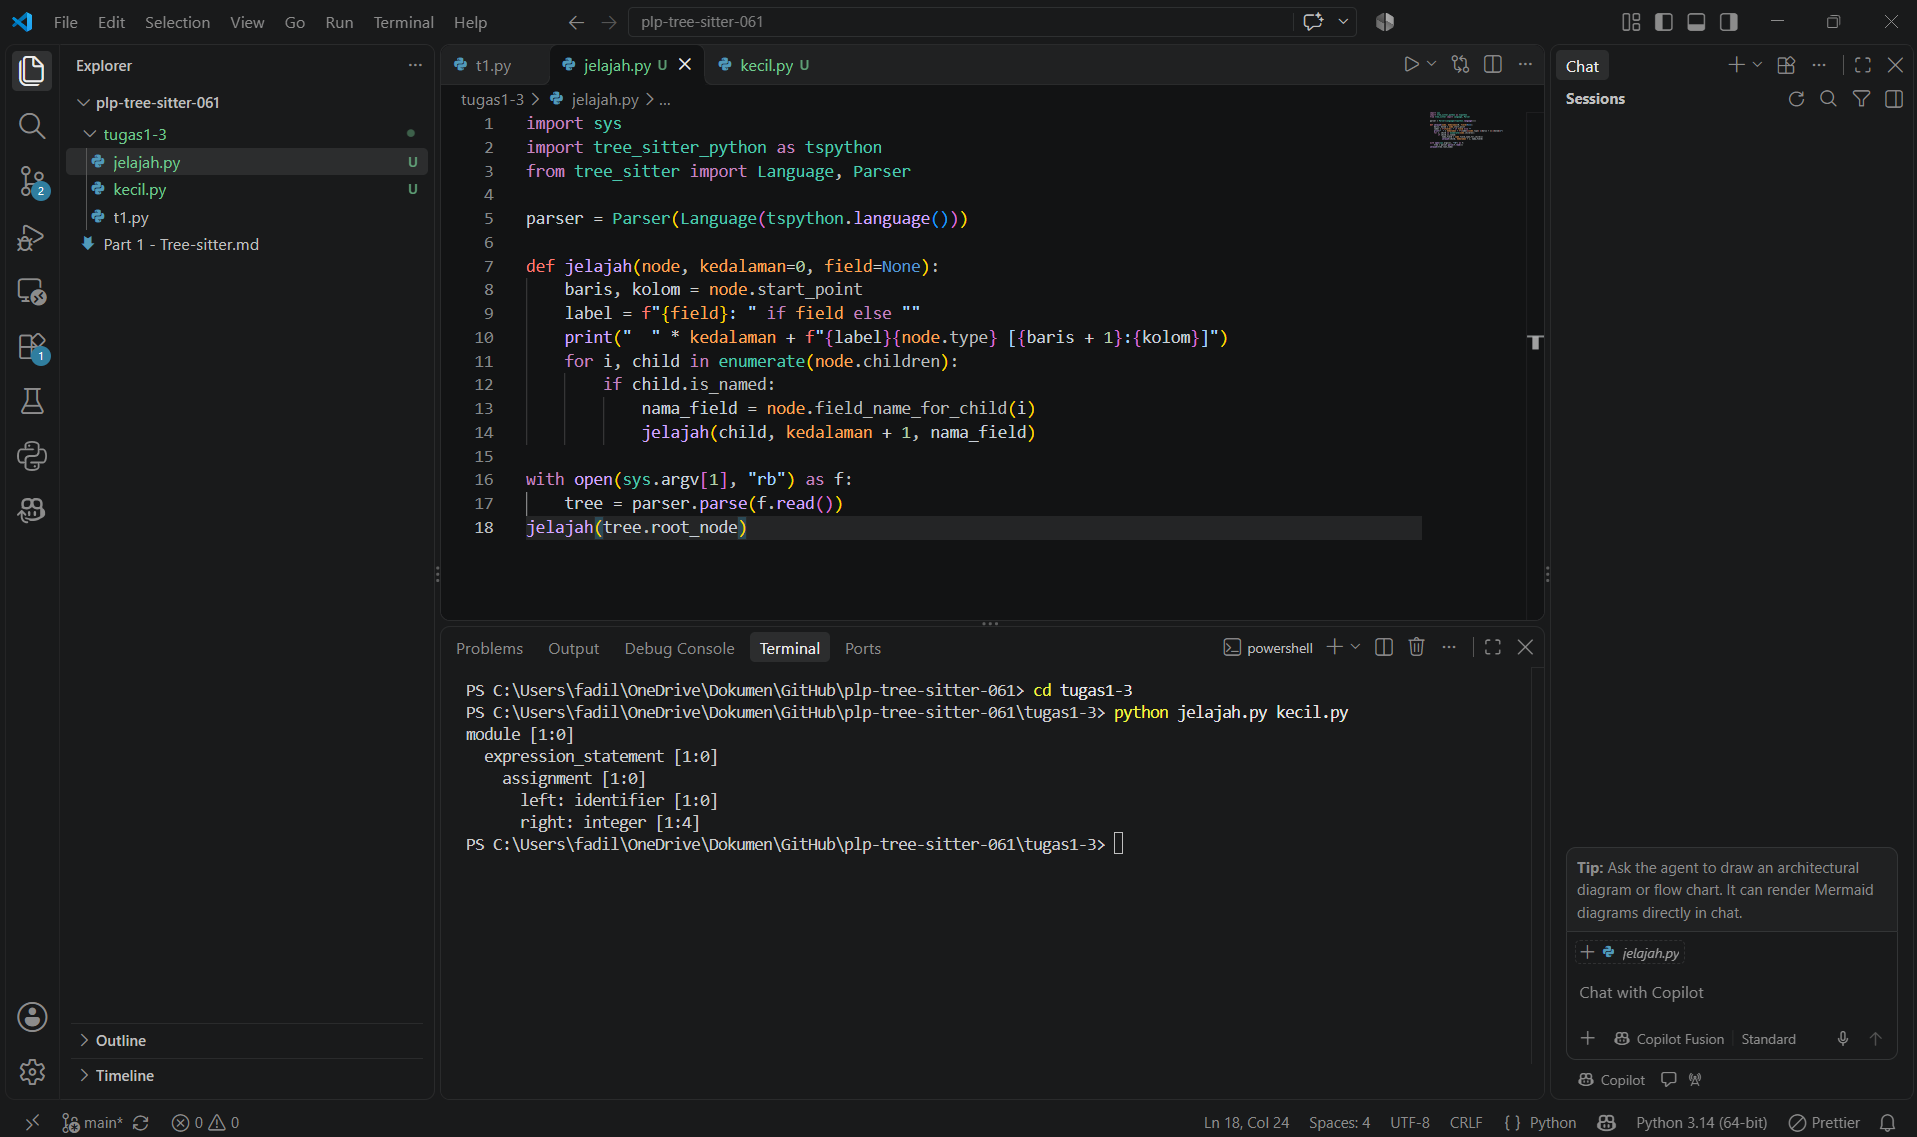 File Edit Selection View Go Run Terminal Help
plp-tree-sitter-061
Explorer
plp-tree-sitter-061
tugas1-3
jelajah.py U
kecil.py U
t1.py
Part 1 - Tree-sitter.md
2
1
Outline
Timeline
t1.py
jelajah.py U
kecil.py U
tugas1-3 > jelajah.py > ...
1 import sys
2 import tree_sitter_python as tspython
3 from tree_sitter import Language, Parser
4
5 parser = Parser(Language(tspython.language()))
6
7 def jelajah(node, kedalaman=0, field=None):
8 baris, kolom = node.start_point
9 label = f"{field}: " if field else ""
10 print("  " * kedalaman + f"{label}{node.type} [{baris + 1}:{kolom}]")
11 for i, child in enumerate(node.children):
12 if child.is_named:
13 nama_field = node.field_name_for_child(i)
14 jelajah(child, kedalaman + 1, nama_field)
15
16 with open(sys.argv[1], "rb") as f:
17 tree = parser.parse(f.read())
18 jelajah(tree.root_node)
Problems Output Debug Console Terminal Ports
powershell
PS C:\Users\fadil\OneDrive\Dokumen\GitHub\plp-tree-sitter-061> cd tugas1-3
PS C:\Users\fadil\OneDrive\Dokumen\GitHub\plp-tree-sitter-061\tugas1-3> python jelajah.py kecil.py
module [1:0]
expression_statement [1:0]
assignment [1:0]
left: identifier [1:0]
right: integer [1:4]
PS C:\Users\fadil\OneDrive\Dokumen\GitHub\plp-tree-sitter-061\tugas1-3>
Chat
Sessions
Tip: Ask the agent to draw an architectural
diagram or flow chart. It can render Mermaid
diagrams directly in chat.
jelajah.py
Chat with Copilot
Copilot Fusion Standard
Copilot
main* 0 0
Ln 18, Col 24 Spaces: 4 UTF-8 CRLF { } Python Python 3.14 (64-bit) Prettier